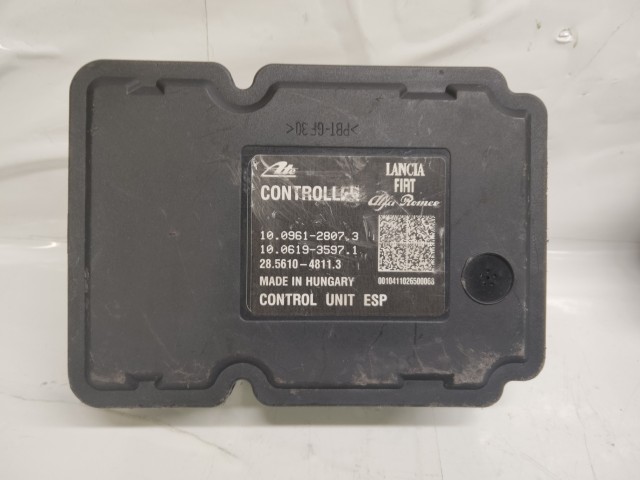 >PBT-GF30<
Ate
LANCIA
CONTROLLER
FIAT
Alfa Romeo
10.0961-2807.3
10.0619-3597.1
28.5610-4811.3
MADE IN HUNGARY
0010411026500068
CONTROL UNIT ESP